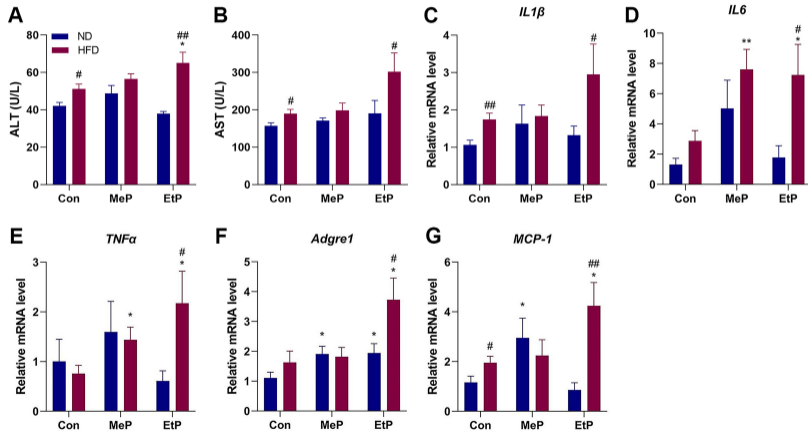 A
ALT (U/L)
80
60
40
20
0
ND
HFD
#
##
*
Con
MeP
EtP
B
AST (U/L)
400
300
200
100
0
#
#
Con
MeP
EtP
C
IL1β
Relative mRNA level
4
3
2
1
0
##
#
Con
MeP
EtP
D
IL6
Relative mRNA level
10
8
6
4
2
0
**
#
*
Con
MeP
EtP
E
TNFα
Relative mRNA level
3
2
1
0
*
#
*
Con
MeP
EtP
F
Adgre1
Relative mRNA level
5
4
3
2
1
0
*
*
#
*
Con
MeP
EtP
G
MCP-1
Relative mRNA level
6
4
2
0
#
*
##
*
Con
MeP
EtP